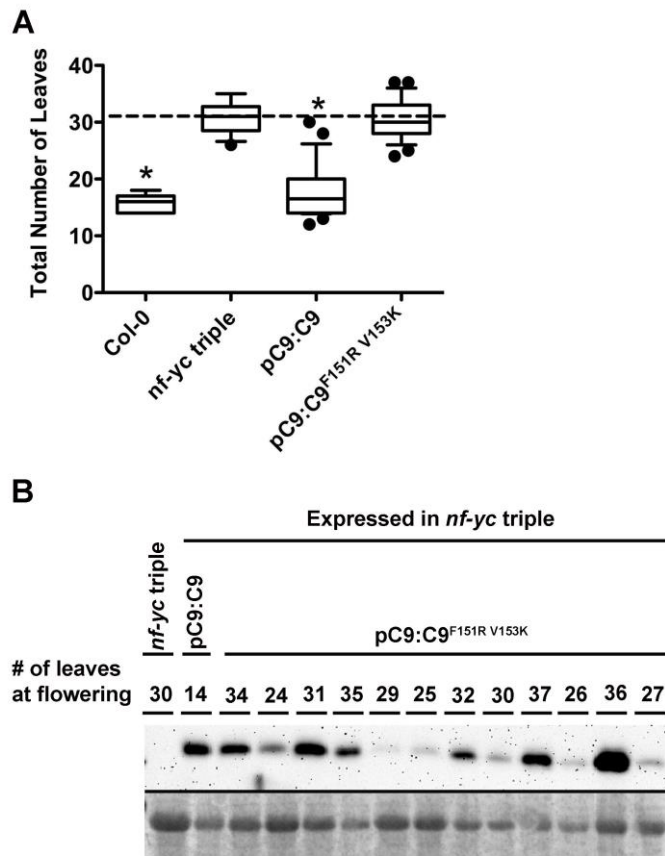 A
Total Number of Leaves
40
30
20
10
0
*
*
Col-0
nf-yc triple
pC9:C9
pC9:C9F151R V153K
B
Expressed in nf-yc triple
nf-yc triple
pC9:C9
pC9:C9F151R V153K
# of leaves
at flowering
30 14 34 24 31 35 29 25 32 30 37 26 36 27